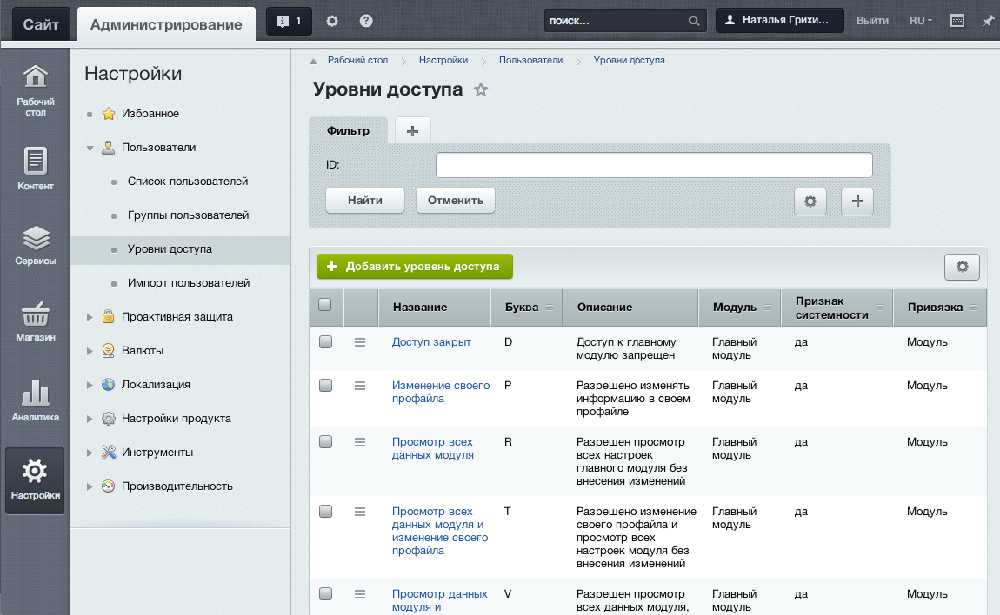 Сайт
Администрирование
1
поиск...
Наталья Грихи...
Выйти
RU
Рабочий стол
Контент
Сервисы
Магазин
Аналитика
Настройки
Настройки
Избранное
Пользователи
Список пользователей
Группы пользователей
Уровни доступа
Импорт пользователей
Проактивная защита
Валюты
Локализация
Настройки продукта
Инструменты
Производительность
Рабочий стол
Настройки
Пользователи
Уровни доступа
Уровни доступа
Фильтр
ID:
Найти
Отменить
Добавить уровень доступа
Название
Буква
Описание
Модуль
Признак
системности
Привязка
Доступ закрыт
D
Доступ к главному
модулю запрещен
Главный
модуль
да
Модуль
Изменение своего
профайла
P
Разрешено изменять
информацию в своем
профайле
Главный
модуль
да
Модуль
Просмотр всех
данных модуля
R
Разрешен просмотр
всех настроек
главного модуля без
внесения изменений
Главный
модуль
да
Модуль
Просмотр всех
данных модуля и
изменение своего
профайла
T
Разрешено изменение
своего профайла и
просмотр всех
настроек модуля без
внесения изменений
Главный
модуль
да
Модуль
Просмотр данных
модуля и
V
Разрешен просмотр
всех данных модуля,
Главный
модуль
да
Модуль